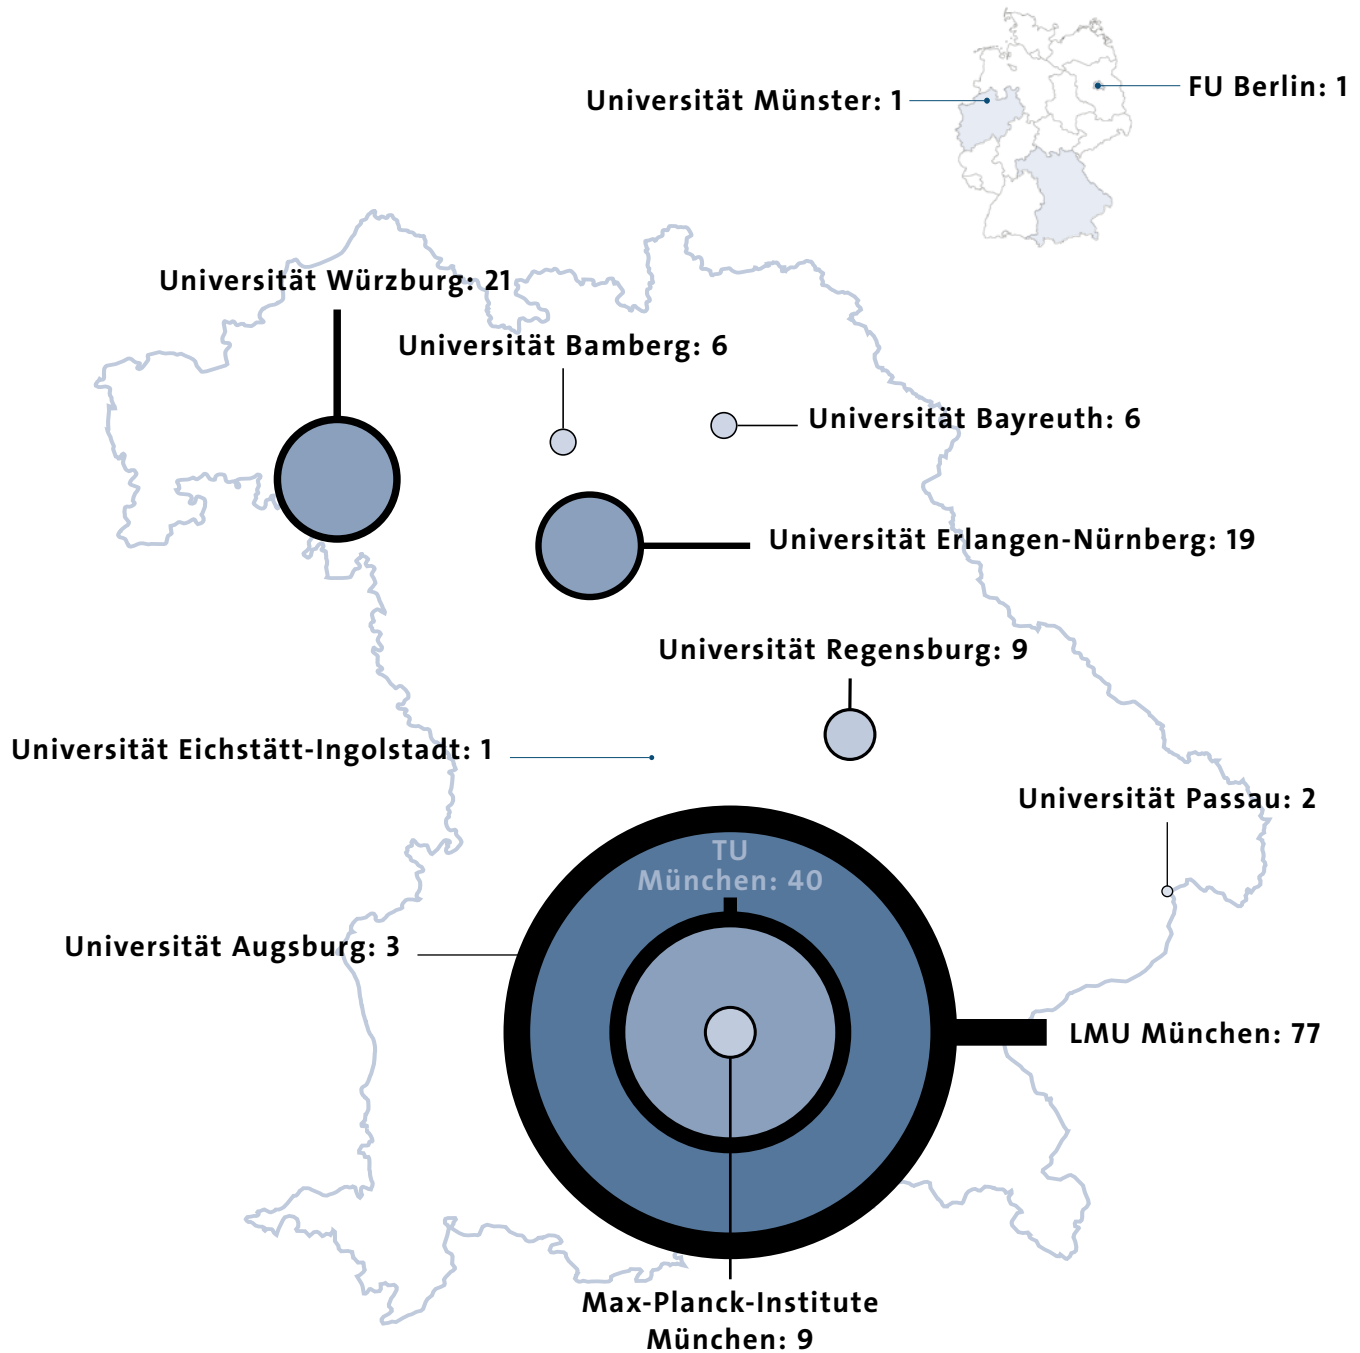 Universität Münster: 1
FU Berlin: 1
Universität Würzburg: 21
Universität Bamberg: 6
Universität Bayreuth: 6
Universität Erlangen-Nürnberg: 19
Universität Regensburg: 9
Universität Eichstätt-Ingolstadt: 1
Universität Passau: 2
TU
München: 40
Universität Augsburg: 3
LMU München: 77
Max-Planck-Institute
München: 9